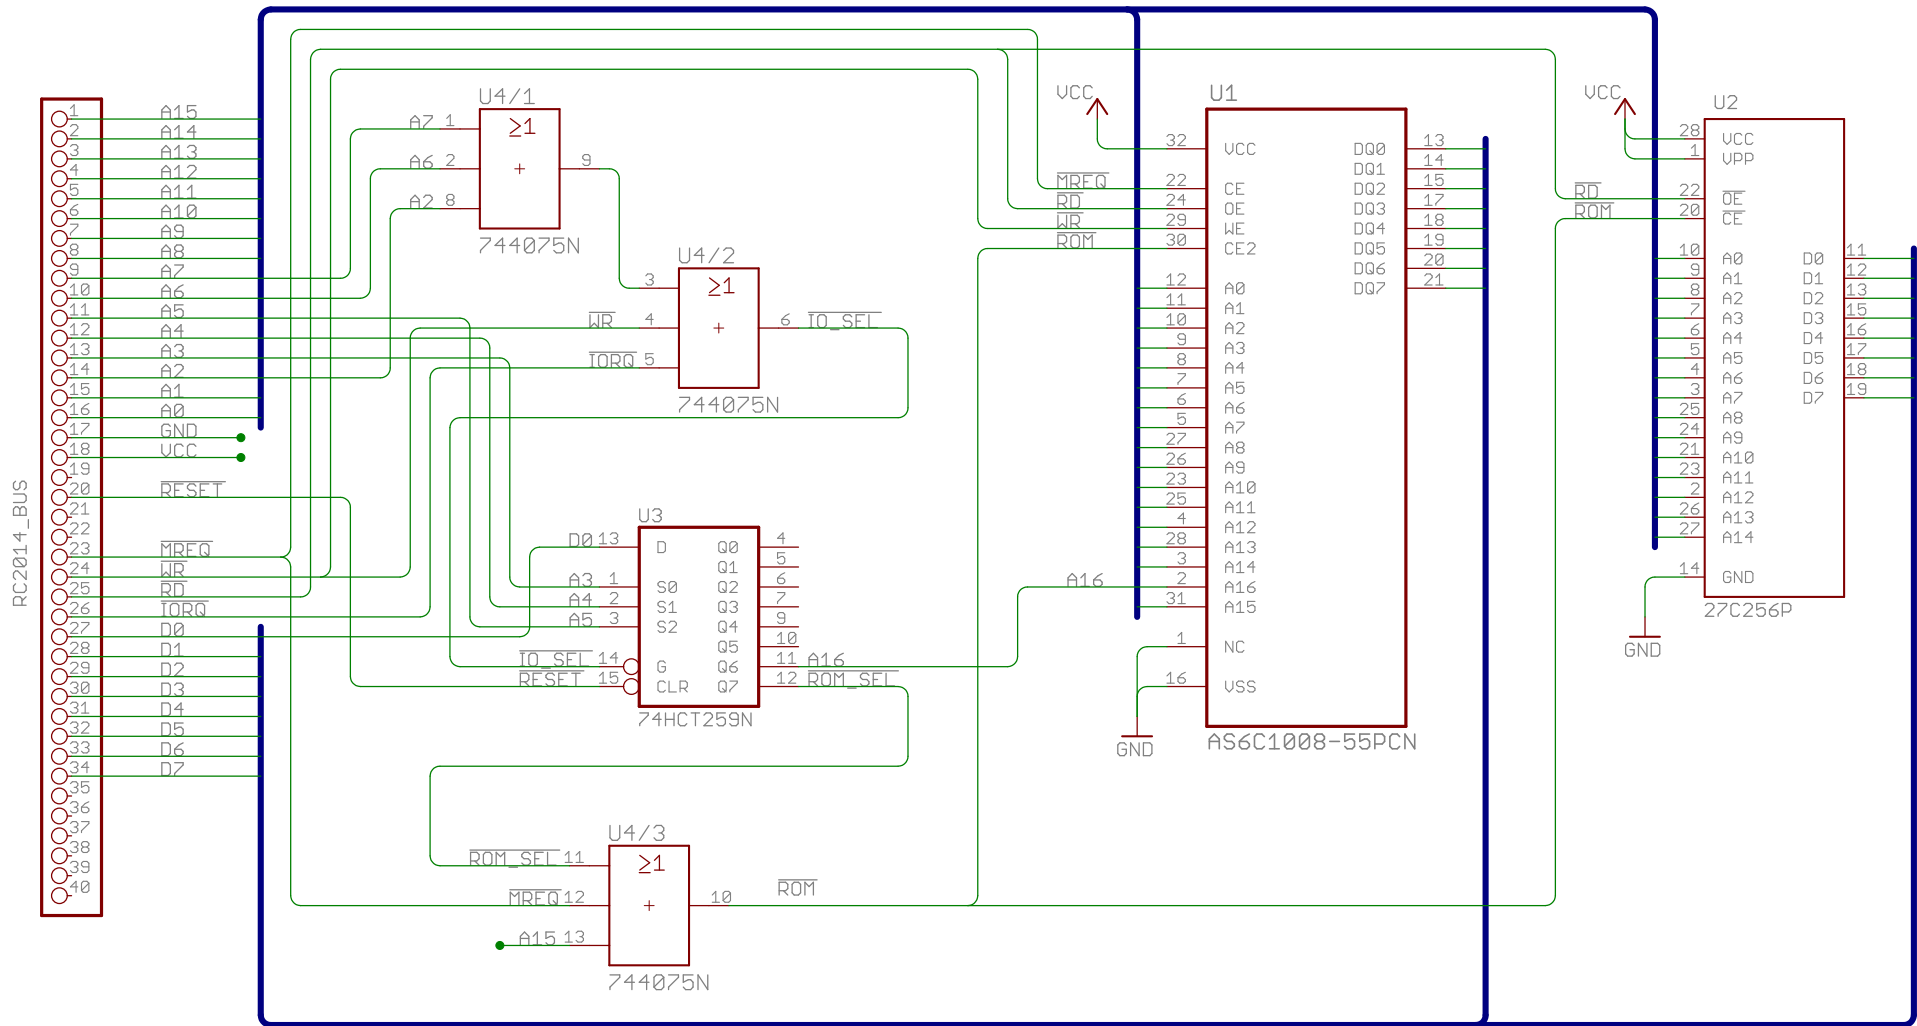 RC2014_BUS
1 A15
2 A14
3 A13
4 A12
5 A11
6 A10
7 A9
8 A8
9 A7
10 A6
11 A5
12 A4
13 A3
14 A2
15 A1
16 A0
17 GND
18 VCC
19
20 RESET
21
22
23 MREQ
24 WR
25 RD
26 IORQ
27 D0
28 D1
29 D2
30 D3
31 D4
32 D5
33 D6
34 D7
35
36
37
38
39
40
U4/1
≥1
A7 1
A6 2
A2 8
+
9
744075N
U4/2
≥1
3
WR 4
IORQ 5
+
6 IO_SEL
744075N
U3
D0 13 D Q0 4
Q1 5
A3 1 S0 Q2 6
A4 2 S1 Q3 7
A5 3 S2 Q4 9
Q5 10
IO_SEL 14 G Q6 11 A16
RESET 15 CLR Q7 12 ROM_SEL
74HCT259N
U4/3
≥1
ROM_SEL 11
MREQ 12 + 10 ROM
A15 13
744075N
U1
VCC
32 VCC DQ0 13
DQ1 14
MREQ 22 CE DQ2 15
RD 24 OE DQ3 17
WR 29 WE DQ4 18
ROM 30 CE2 DQ5 19
DQ6 20
12 A0 DQ7 21
11 A1
10 A2
9 A3
8 A4
7 A5
6 A6
5 A7
27 A8
26 A9
23 A10
25 A11
4 A12
28 A13
3 A14
A16 2 A16
31 A15
1 NC
16 VSS
GND
AS6C1008-55PCN
U2
VCC
28 VCC
1 VPP
RD 22 OE
ROM 20 CE
10 A0 D0 11
9 A1 D1 12
8 A2 D2 13
7 A3 D3 15
6 A4 D4 16
5 A5 D5 17
4 A6 D6 18
3 A7 D7 19
25 A8
24 A9
21 A10
23 A11
2 A12
26 A13
27 A14
14 GND
27C256P
GND